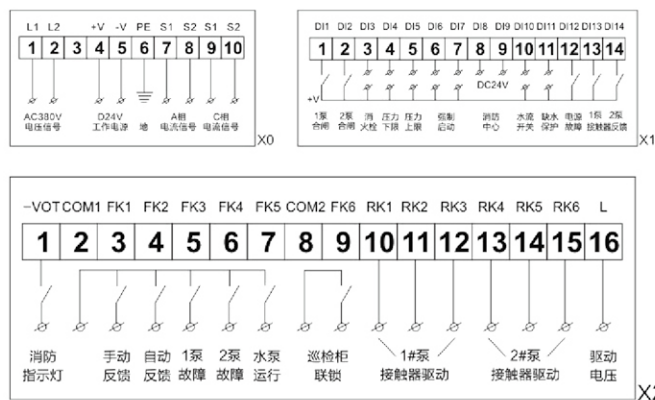 L1 L2 +V -V PE S1 S2 S1 S2
1 2 3 4 5 6 7 8 9 10
AC380V D24V A相 C相
电压信号 工作电源 地 电流信号 电流信号
X0
DI1 DI2 DI3 DI4 DI5 DI6 DI7 DI8 DI9 DI10 DI11 DI12 DI13 DI14
1 2 3 4 5 6 7 8 9 10 11 12 13 14
DC24V
+V
1泵 2泵 消 压力 压力 强制 消防 水流 缺水 电源 1泵 2泵
合闸 合闸 火栓 下限 上限 启动 中心 开关 保护 故障 接触器反馈
X1
-VOT COM1 FK1 FK2 FK3 FK4 FK5 COM2 FK6 RK1 RK2 RK3 RK4 RK5 RK6 L
1 2 3 4 5 6 7 8 9 10 11 12 13 14 15 16
消防 手动 自动 1泵 2泵 水泵 巡检柜 1#泵 2#泵 驱动
指示灯 反馈 反馈 故障 故障 运行 联锁 接触器驱动 接触器驱动 电压
X2